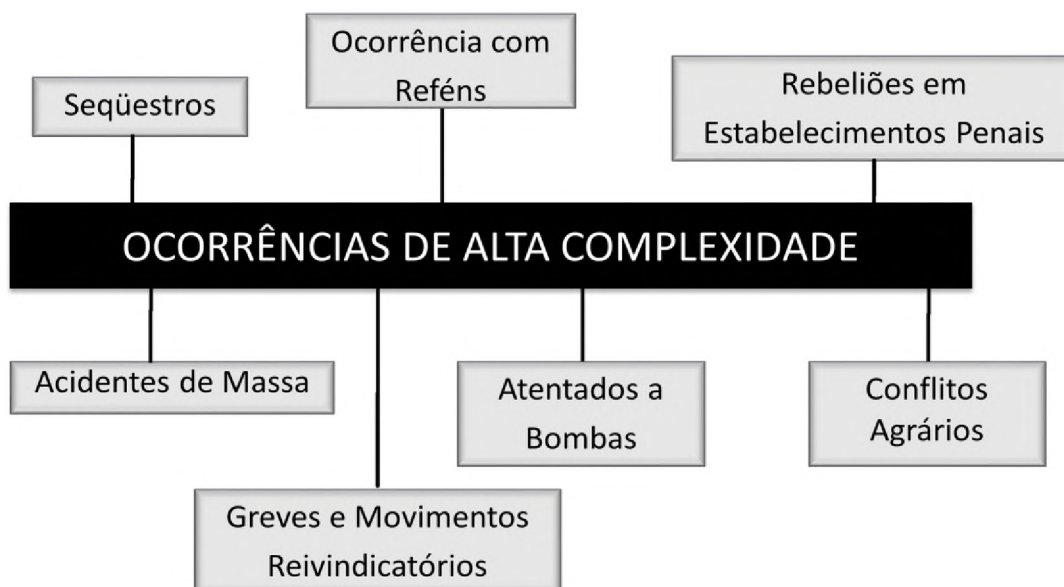 Ocorrência com
Reféns
Seqüestros
Rebeliões em
Estabelecimentos Penais
OCORRÊNCIAS DE ALTA COMPLEXIDADE
Acidentes de Massa
Atentados a
Bombas
Conflitos
Agrários
Greves e Movimentos
Reivindicatórios